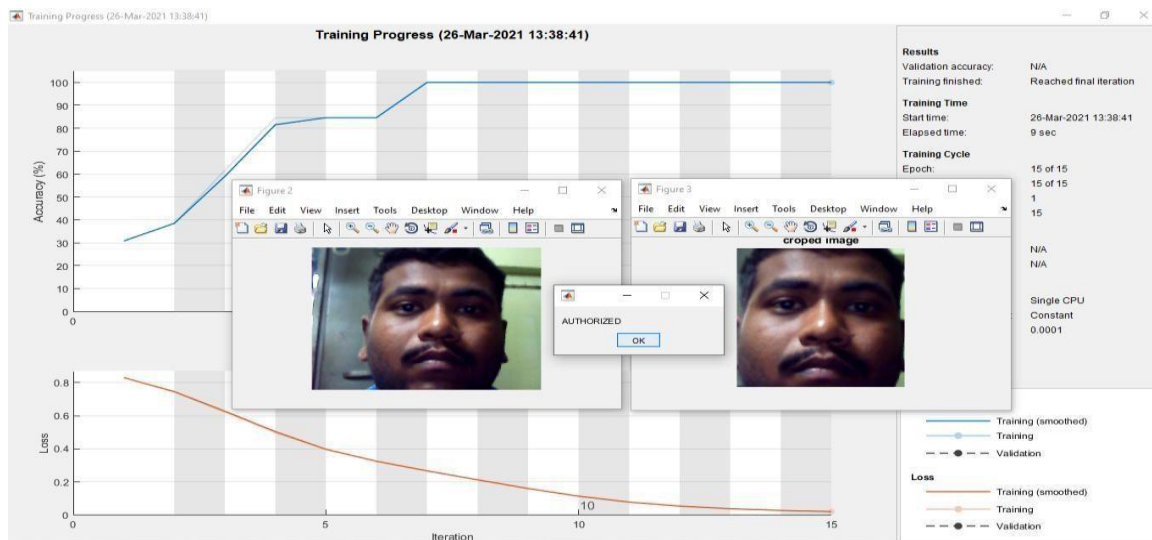 Training Progress (26-Mar-2021 13:38:41)
Training Progress (26-Mar-2021 13:38:41)
100
90
80
70
60
50
40
30
20
10
0
Accuracy (%)
0
Figure 2
File Edit View Insert Tools Desktop Window Help
Figure 3
File Edit View Insert Tools Desktop Window Help
croped image
AUTHORIZED
OK
0.8
0.6
0.4
0.2
0
Loss
0 5 10 15
10
Iteration
Results
Validation accuracy: N/A
Training finished: Reached final iteration
Training Time
Start time: 26-Mar-2021 13:38:41
Elapsed time: 9 sec
Training Cycle
Epoch: 15 of 15
15 of 15
1
15
N/A
N/A
Single CPU
Constant
0.0001
Training (smoothed)
Training
Validation
Loss
Training (smoothed)
Training
Validation